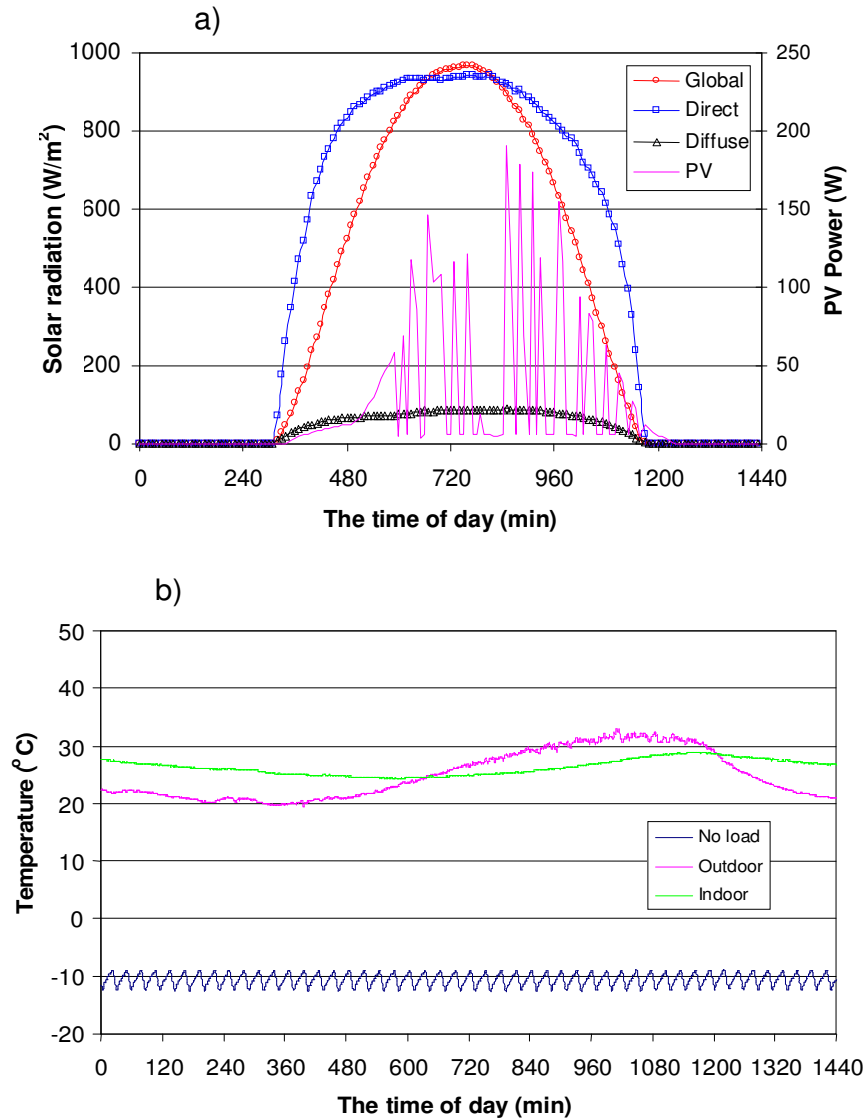 a)
1000
800
600
400
200
0
Solar radiation (W/m²)
250
200
150
100
50
0
PV Power (W)
Global
Direct
Diffuse
PV
0 240 480 720 960 1200 1440
The time of day (min)
b)
50
40
30
20
10
0
-10
-20
Temperature (°C)
No load
Outdoor
Indoor
0 120 240 360 480 600 720 840 960 1080 1200 1320 1440
The time of day (min)